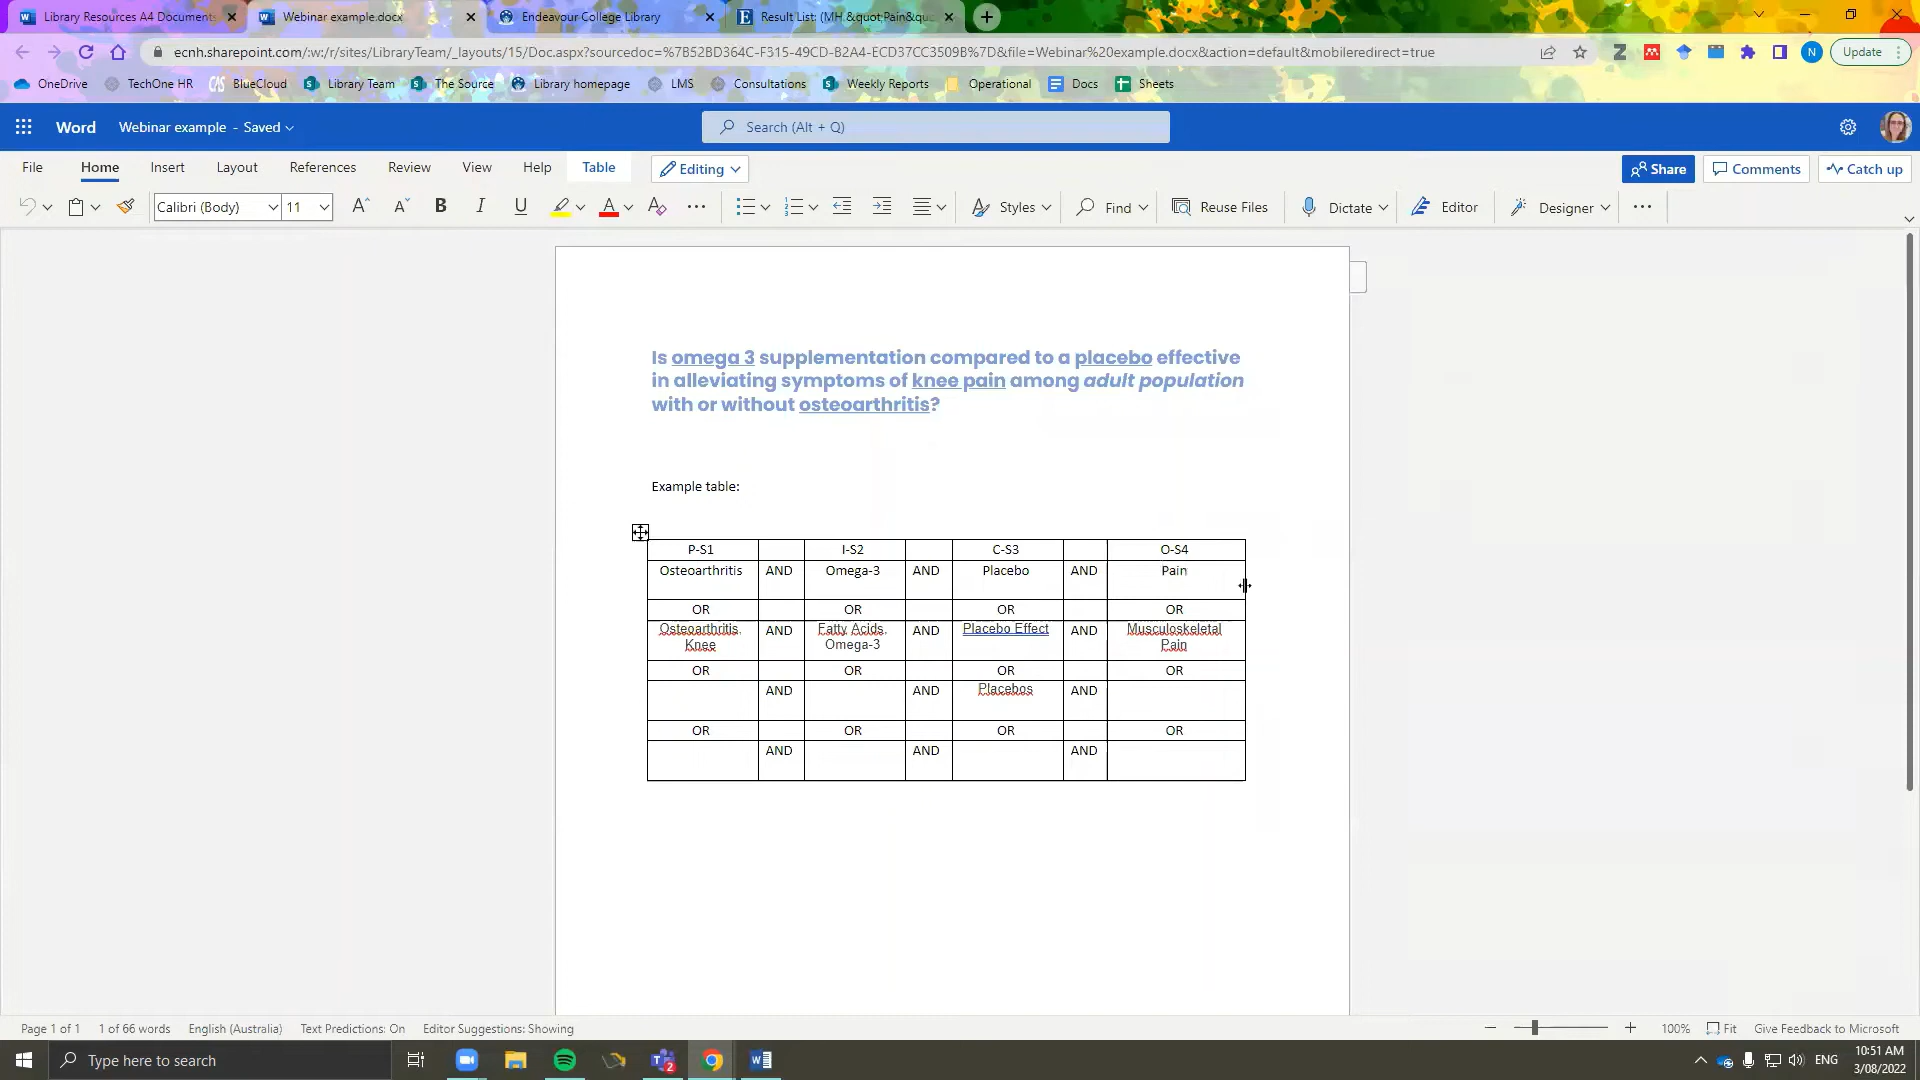 Library Resources A4 Documents
Webinar example.docx
Endeavour College Library
Result List: (MH &quot;Pain&qu
ecnh.sharepoint.com/:w:/r/sites/LibraryTeam/_layouts/15/Doc.aspx?sourcedoc=%7B52BD364C-F315-49CD-B2A4-ECD37CC3509B%7D&file=Webinar%20example.docx&action=default&mobileredirect=true
N
Update
OneDrive
TechOne HR
BlueCloud
Library Team
The Source
Library homepage
LMS
Consultations
Weekly Reports
Operational
Docs
Sheets
Word
Webinar example - Saved
Search (Alt + Q)
File
Home
Insert
Layout
References
Review
View
Help
Table
Editing
Share
Comments
Catch up
Calibri (Body)
11
Styles
Find
Reuse Files
Dictate
Editor
Designer
Is omega 3 supplementation compared to a placebo effective
in alleviating symptoms of knee pain among adult population
with or without osteoarthritis?
Example table:
P-S1 I-S2 C-S3 O-S4
Osteoarthritis AND Omega-3 AND Placebo AND Pain
OR OR OR OR
Osteoarthritis, AND Fatty Acids, AND Placebo Effect AND Musculoskeletal
Knee Omega-3 Pain
OR OR OR OR
AND AND Placebos AND
OR OR OR OR
AND AND AND
Page 1 of 1
1 of 66 words
English (Australia)
Text Predictions: On
Editor Suggestions: Showing
100%
Fit
Give Feedback to Microsoft
Type here to search
2
ENG
10:51 AM
3/08/2022